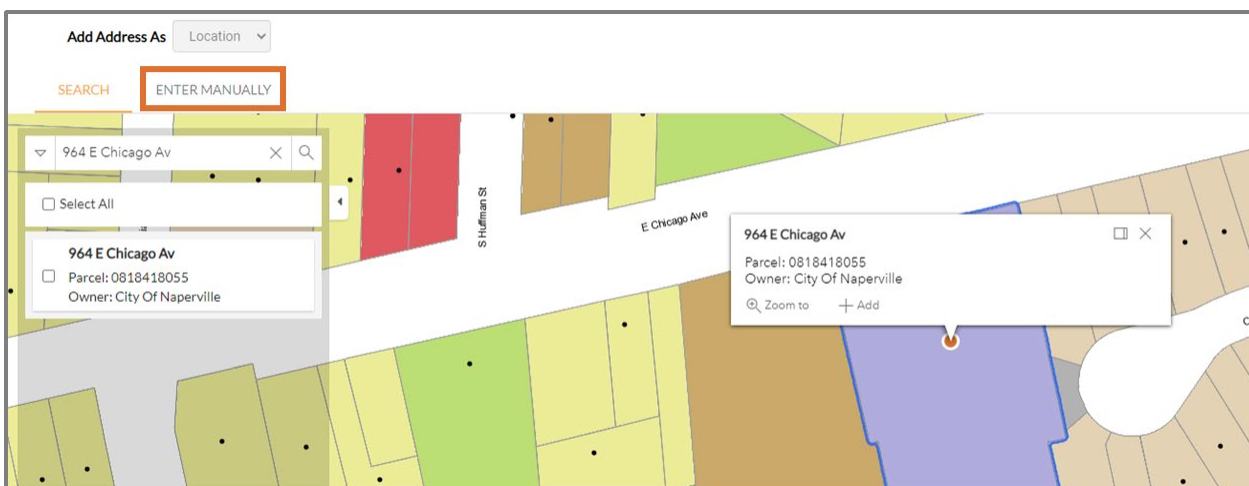 Add Address As Location
SEARCH ENTER MANUALLY
964 E Chicago Av
Select All
964 E Chicago Av
Parcel: 0818418055
Owner: City Of Naperville
S Huffman St
E Chicago Ave
964 E Chicago Av
Parcel: 0818418055
Owner: City Of Naperville
Zoom to Add